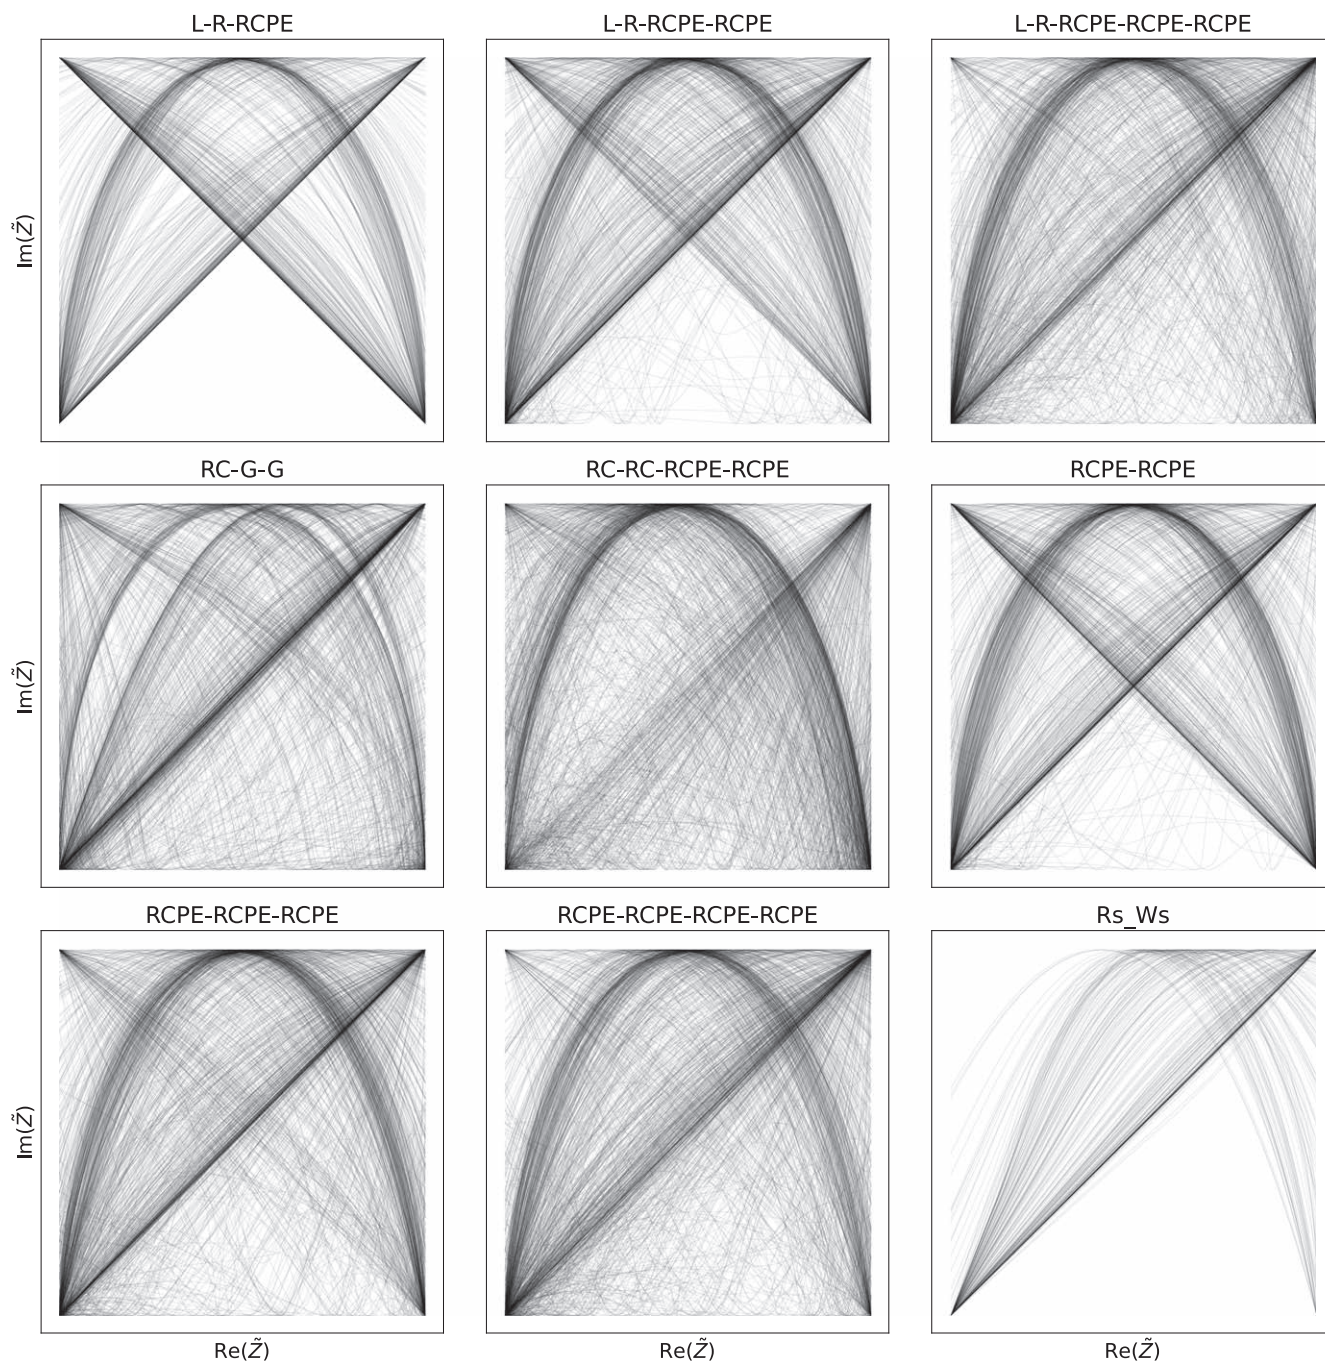 L-R-RCPE
L-R-RCPE-RCPE
L-R-RCPE-RCPE-RCPE
Im(Z̃)
RC-G-G
RC-RC-RCPE-RCPE
RCPE-RCPE
Im(Z̃)
RCPE-RCPE-RCPE
RCPE-RCPE-RCPE-RCPE
Rs_Ws
Im(Z̃)
Re(Z̃)
Re(Z̃)
Re(Z̃)